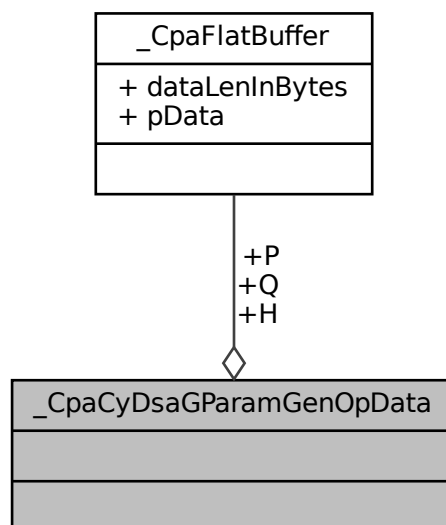 _CpaFlatBuffer
+ dataLenInBytes
+ pData
+P
+Q
+H
_CpaCyDsaGParamGenOpData